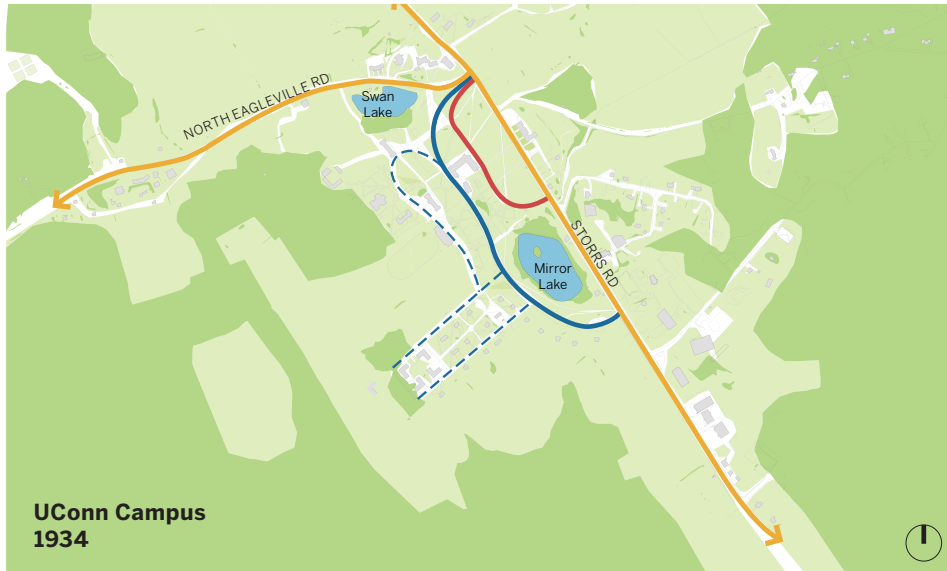 NORTH EAGLEVILLE RD
Swan
Lake
STORRS RD
Mirror
Lake
UConn Campus
1934